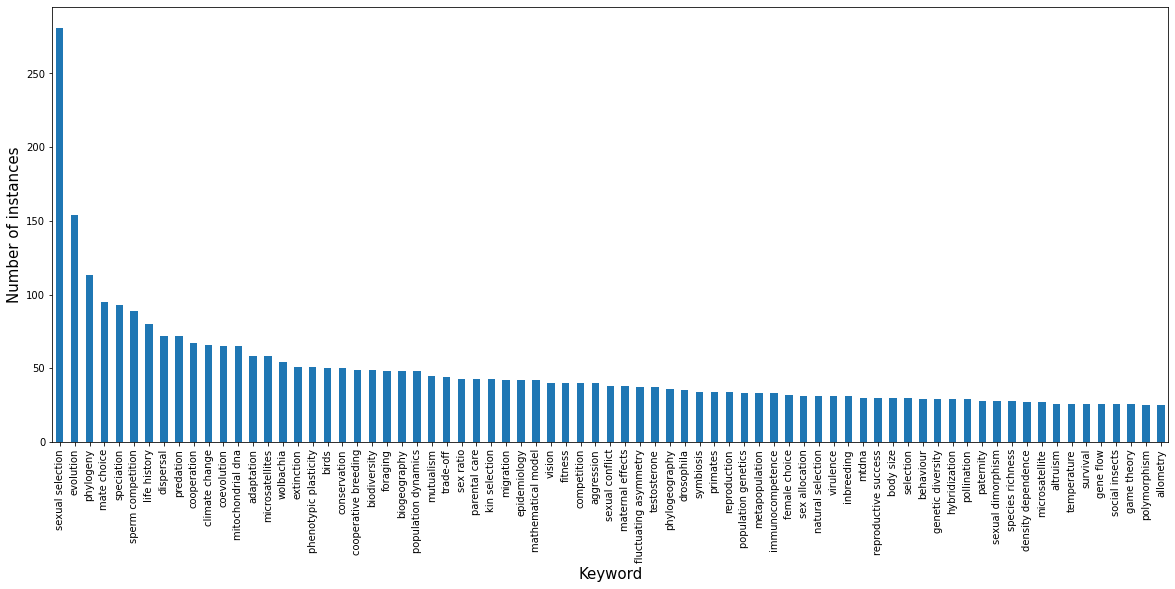 Number of instances
250
200
150
100
50
0
sexual selection
evolution
phylogeny
mate choice
speciation
sperm competition
life history
dispersal
predation
cooperation
climate change
coevolution
mitochondrial dna
adaptation
microsatellites
wolbachia
extinction
phenotypic plasticity
birds
conservation
cooperative breeding
biodiversity
foraging
biogeography
population dynamics
mutualism
trade-off
sex ratio
parental care
kin selection
migration
epidemiology
mathematical model
vision
fitness
competition
aggression
sexual conflict
maternal effects
fluctuating asymmetry
testosterone
phylogeography
drosophila
symbiosis
primates
reproduction
population genetics
metapopulation
immunocompetence
female choice
sex allocation
natural selection
virulence
inbreeding
mtdna
reproductive success
body size
selection
behaviour
genetic diversity
hybridization
pollination
paternity
sexual dimorphism
species richness
density dependence
microsatellite
altruism
temperature
survival
gene flow
social insects
game theory
polymorphism
allometry
Keyword